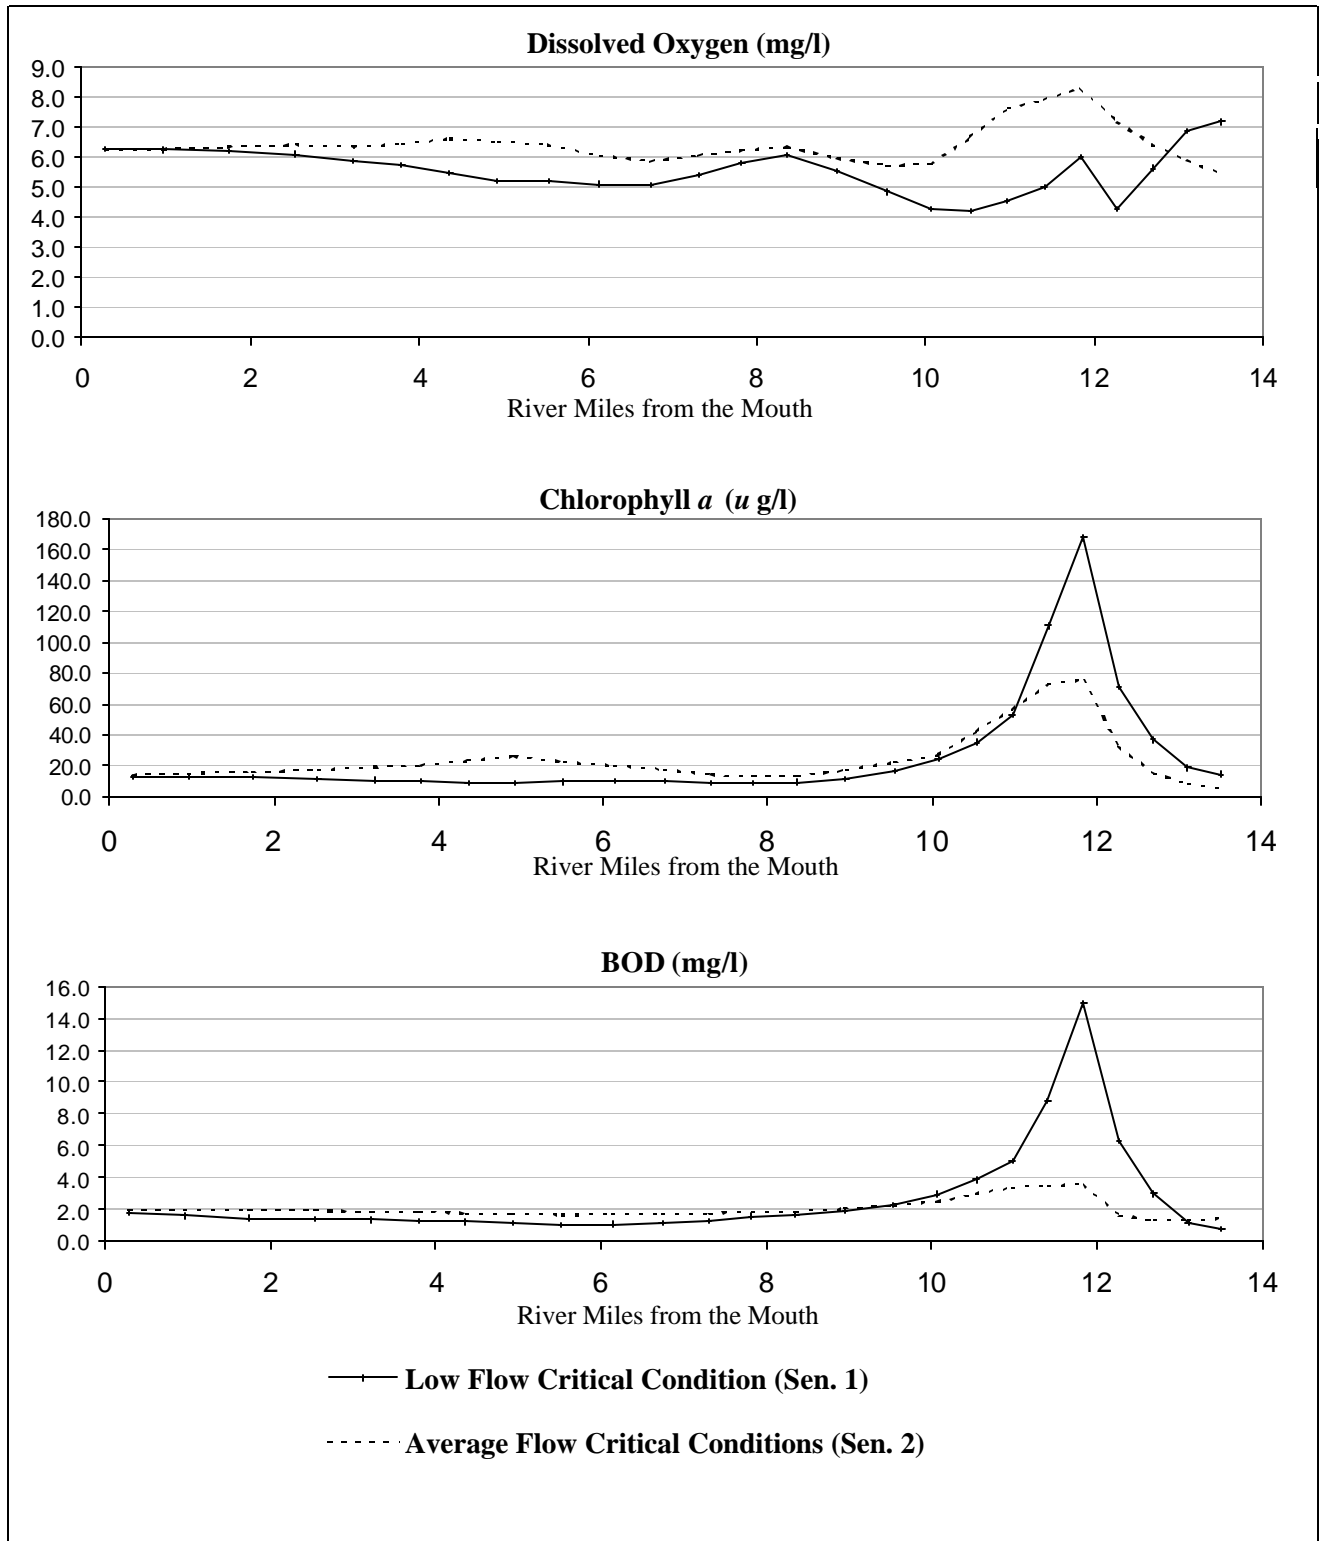 Dissolved Oxygen (mg/l)
9.0
8.0
7.0
6.0
5.0
4.0
3.0
2.0
1.0
0.0
0 2 4 6 8 10 12 14
River Miles from the Mouth
Chlorophyll a (u g/l)
180.0
160.0
140.0
120.0
100.0
80.0
60.0
40.0
20.0
0.0
0 2 4 6 8 10 12 14
River Miles from the Mouth
BOD (mg/l)
16.0
14.0
12.0
10.0
8.0
6.0
4.0
2.0
0.0
0 2 4 6 8 10 12 14
River Miles from the Mouth
Low Flow Critical Condition (Sen. 1)
Average Flow Critical Conditions (Sen. 2)